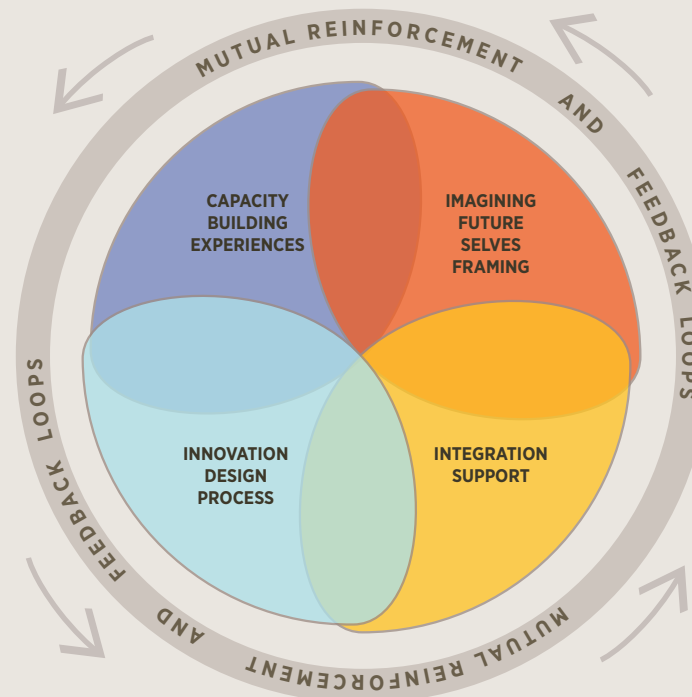 MUTUAL REINFORCEMENT AND FEEDBACK LOOPS
CAPACITY
BUILDING
EXPERIENCES
IMAGINING
FUTURE
SELVES
FRAMING
INNOVATION
DESIGN
PROCESS
INTEGRATION
SUPPORT
MUTUAL REINFORCEMENT AND FEEDBACK LOOPS